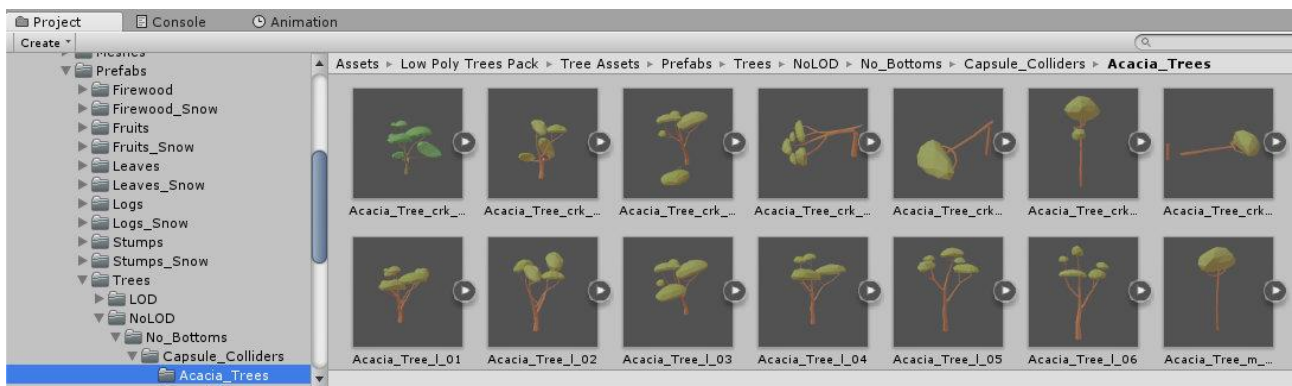 Project
Console
Animation
Create
Meshes
Prefabs
Firewood
Firewood_Snow
Fruits
Fruits_Snow
Leaves
Leaves_Snow
Logs
Logs_Snow
Stumps
Stumps_Snow
Trees
LOD
NoLOD
No_Bottoms
Capsule_Colliders
Acacia_Trees
Assets ▸ Low Poly Trees Pack ▸ Tree Assets ▸ Prefabs ▸ Trees ▸ NoLOD ▸ No_Bottoms ▸ Capsule_Colliders ▸ Acacia_Trees
Acacia_Tree_crk_...
Acacia_Tree_crk_...
Acacia_Tree_crk_...
Acacia_Tree_crk_...
Acacia_Tree_crk...
Acacia_Tree_crk...
Acacia_Tree_crk...
Acacia_Tree_l_01
Acacia_Tree_l_02
Acacia_Tree_l_03
Acacia_Tree_l_04
Acacia_Tree_l_05
Acacia_Tree_l_06
Acacia_Tree_m_...